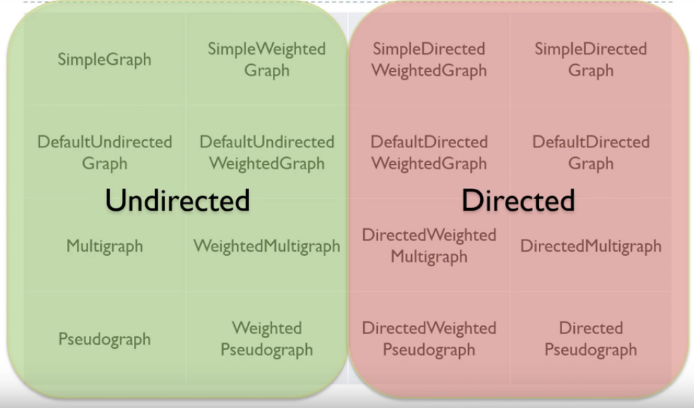 SimpleGraph
SimpleWeighted
Graph
SimpleDirected
WeightedGraph
SimpleDirected
Graph
DefaultUndirected
Graph
DefaultUndirected
WeightedGraph
DefaultDirected
WeightedGraph
DefaultDirected
Graph
Undirected
Directed
Multigraph
WeightedMultigraph
DirectedWeighted
Multigraph
DirectedMultigraph
Pseudograph
Weighted
Pseudograph
DirectedWeighted
Pseudograph
Directed
Pseudograph